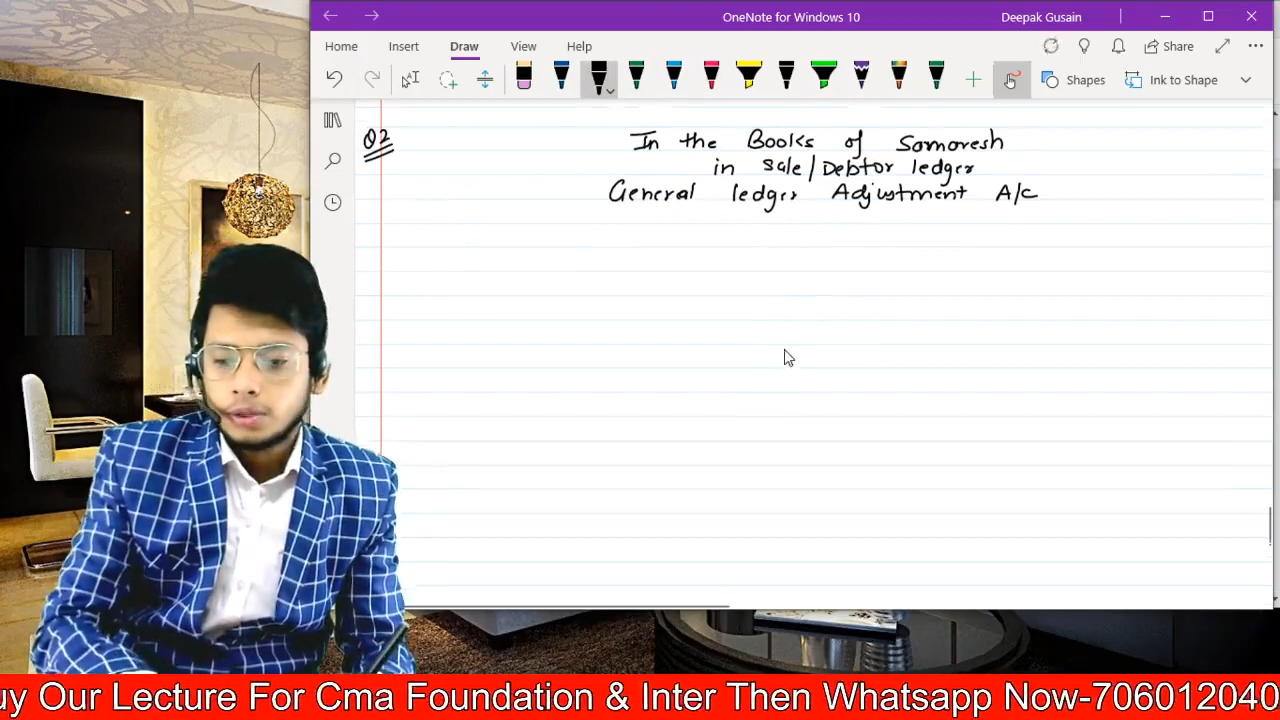 OneNote for Windows 10
Deepak Gusain
Home Insert Draw View Help
Share
Shapes
Ink to Shape
Q2
In the Books of Samaresh
in Sale/Debtor ledger
General ledger Adjustment A/c
uy Our Lecture For Cma Foundation & Inter Then Whatsapp Now-706012040